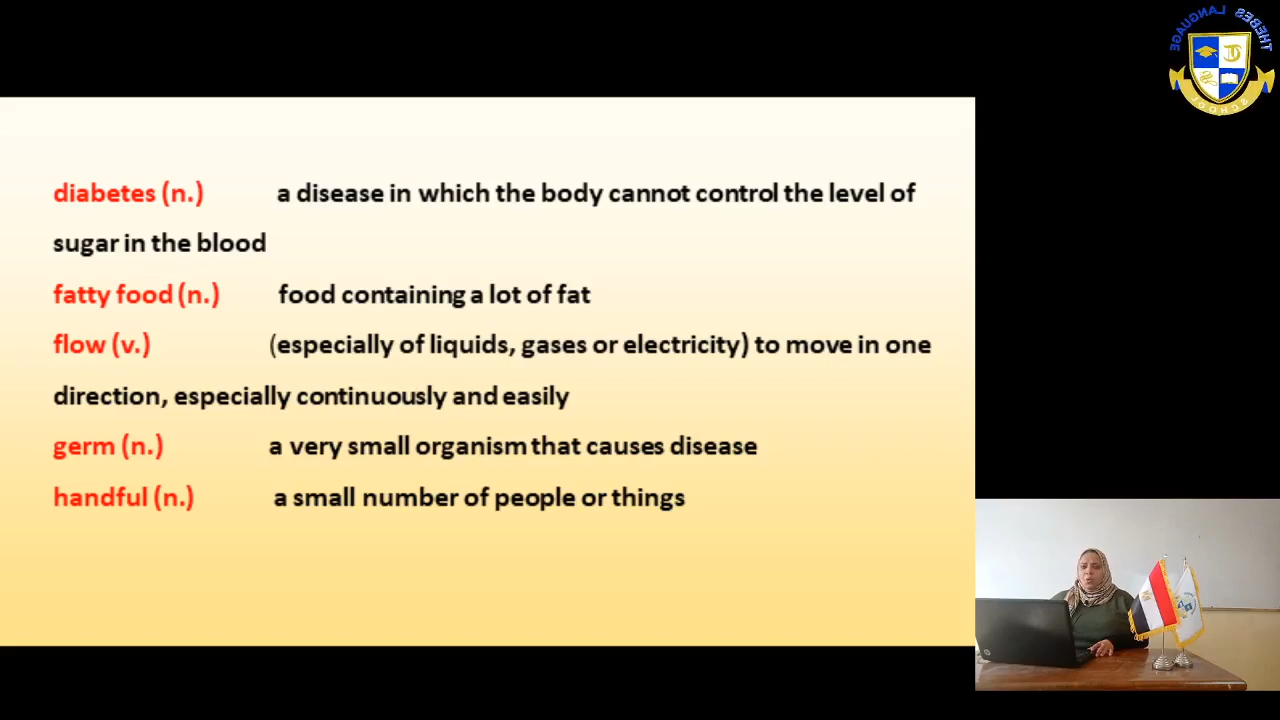 THEBES LANGUAGE
SCHOOL
diabetes (n.) a disease in which the body cannot control the level of
sugar in the blood
fatty food (n.) food containing a lot of fat
flow (v.) (especially of liquids, gases or electricity) to move in one
direction, especially continuously and easily
germ (n.) a very small organism that causes disease
handful (n.) a small number of people or things